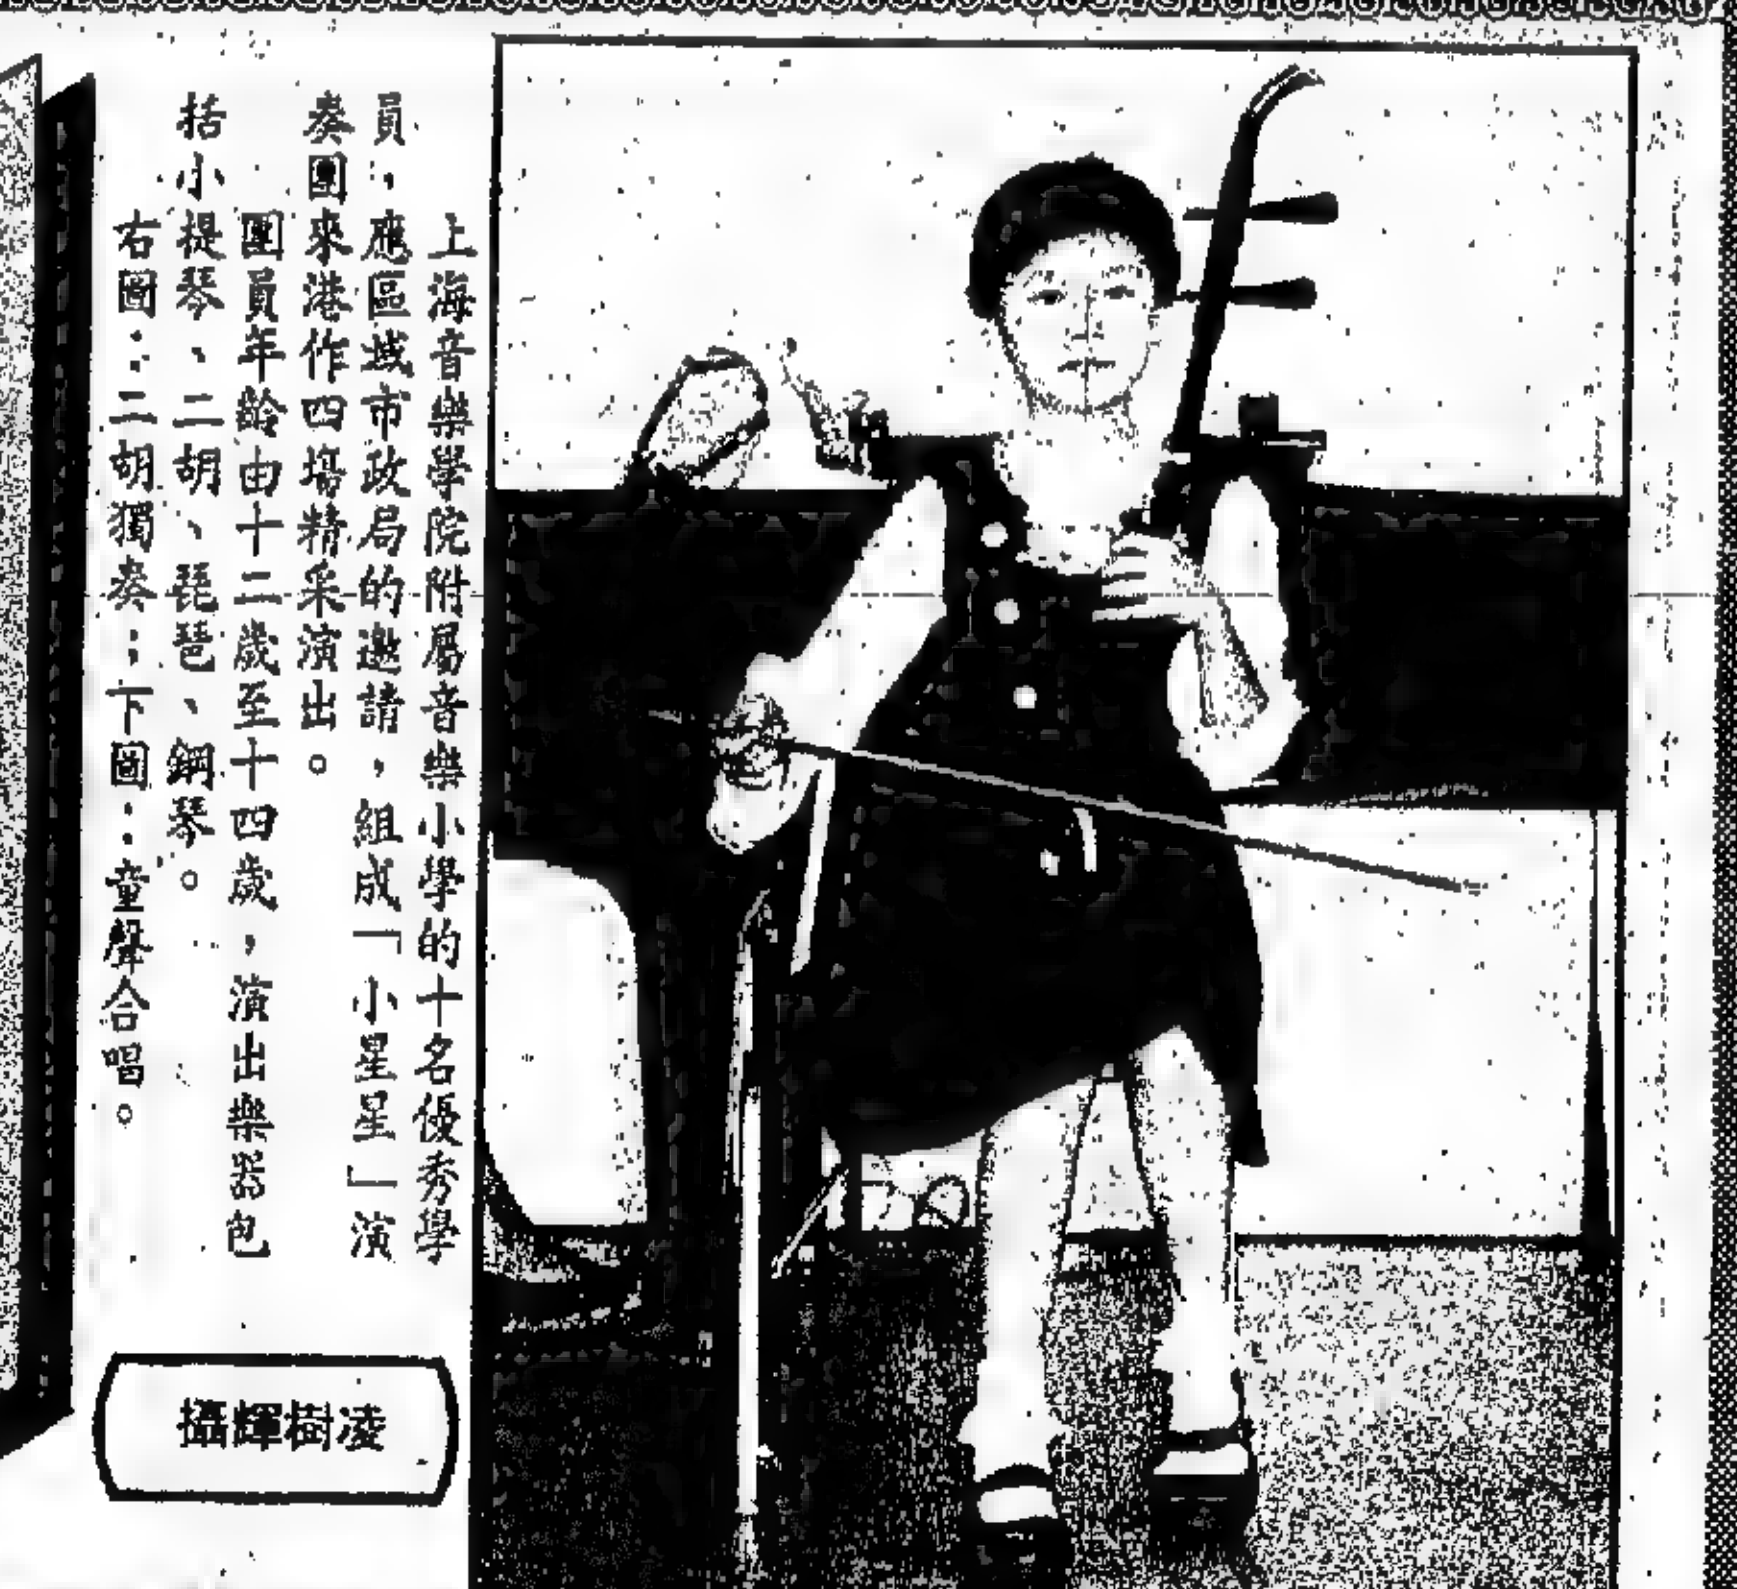 上海音樂學院附屬音樂小學的十名優秀學
員，應區域市政局的邀請，組成「小星星」演
奏團來港作四場精采演出。
團員年齡由十二歲至十四歲，演出樂器包
括小提琴、二胡、琵琶、鋼琴。
右圖：二胡獨奏；下圖：童聲合唱。
凌樹輝攝